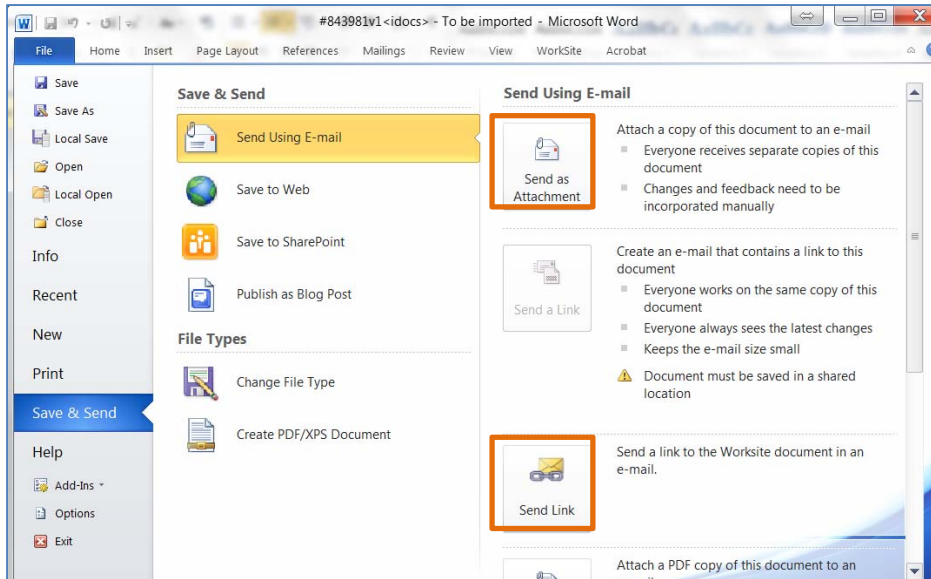 #843981v1<idocs> - To be imported - Microsoft Word
File Home Insert Page Layout References Mailings Review View WorkSite Acrobat
Save
Save As
Local Save
Open
Local Open
Close
Info
Recent
New
Print
Save & Send
Help
Add-Ins
Options
Exit
Save & Send
Send Using E-mail
Save to Web
Save to SharePoint
Publish as Blog Post
File Types
Change File Type
Create PDF/XPS Document
Send Using E-mail
Send as
Attachment
Attach a copy of this document to an e-mail
Everyone receives separate copies of this
document
Changes and feedback need to be
incorporated manually
Send a Link
Create an e-mail that contains a link to this
document
Everyone works on the same copy of this
document
Everyone always sees the latest changes
Keeps the e-mail size small
Document must be saved in a shared
location
Send Link
Send a link to the Worksite document in an
e-mail.
Attach a PDF copy of this document to an